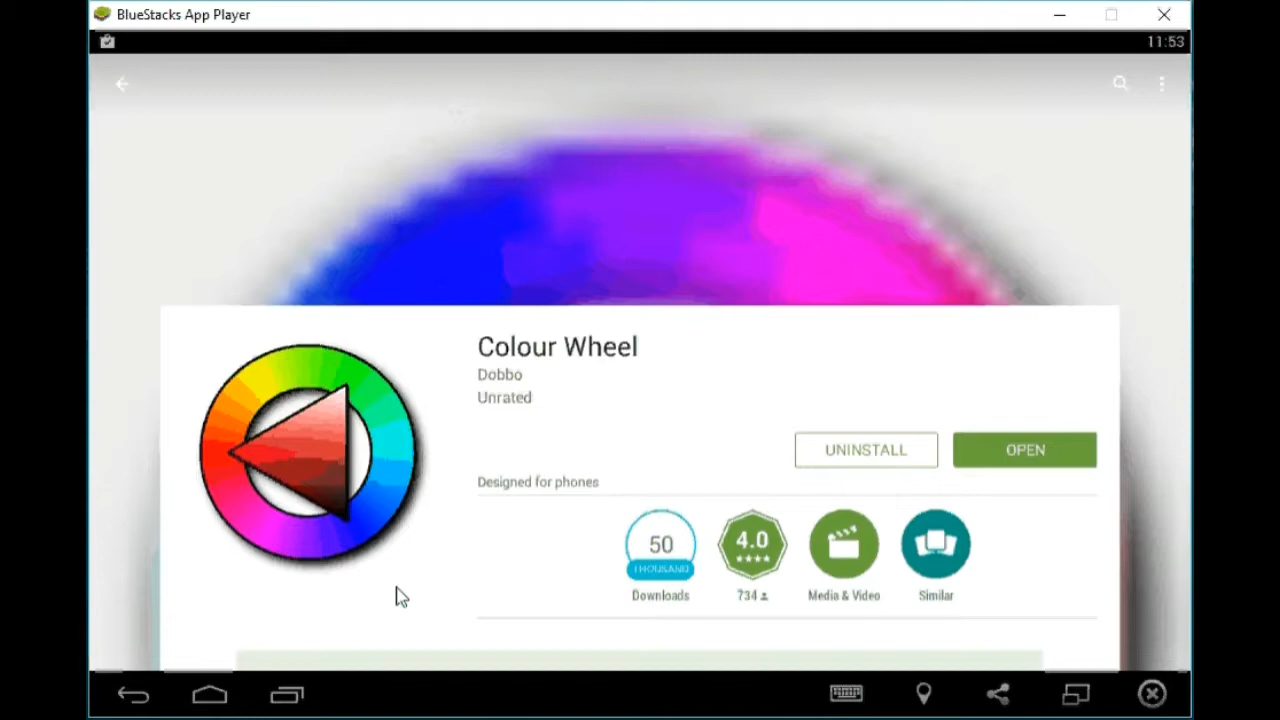 BlueStacks App Player
11:53
Colour Wheel
Dobbo
Unrated
UNINSTALL
OPEN
Designed for phones
50
THOUSAND
4.0
Downloads
734
Media & Video
Similar